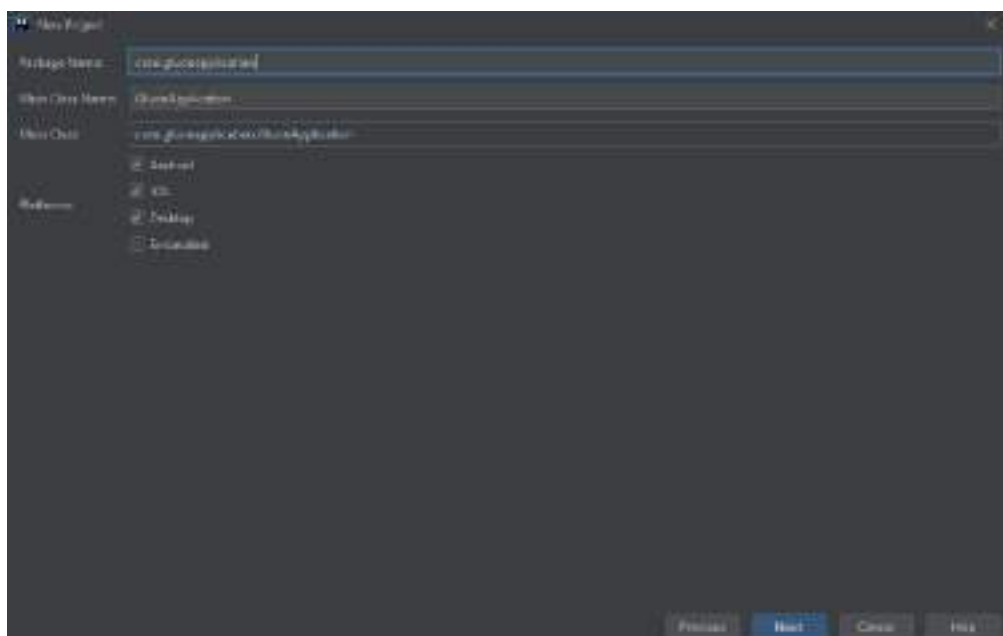 New Project
Package Name com.gluonapplication
Main Class Name GluonApplication
Main Class com.gluonapplication.GluonApplication
Android
iOS
Platforms
Desktop
Embedded
Previous Next Cancel Help